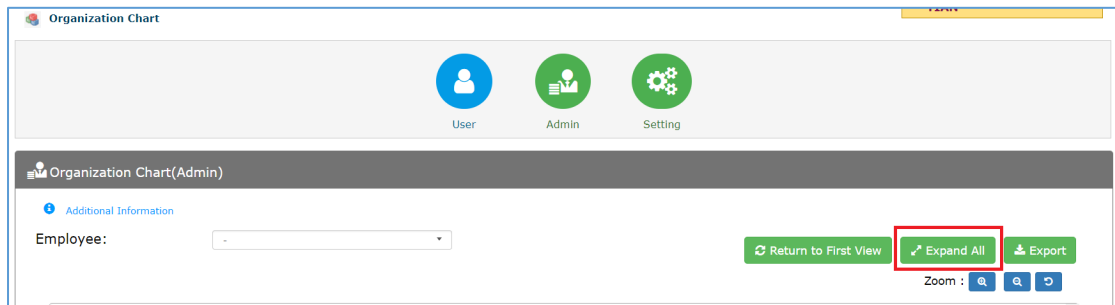 Organization Chart
User
Admin
Setting
Organization Chart(Admin)
Additional Information
Employee:
-
Return to First View
Expand All
Export
Zoom :